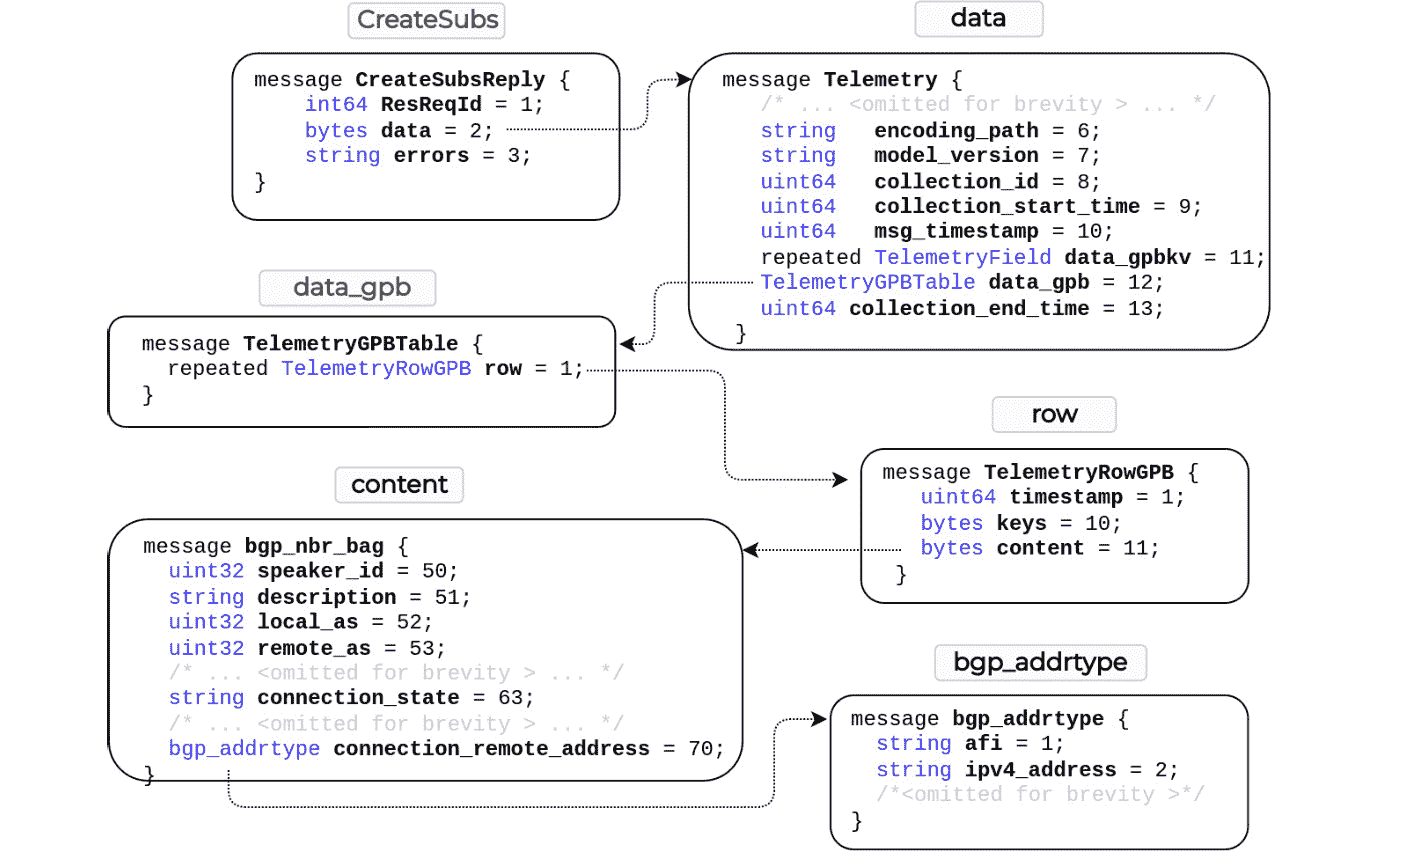 CreateSubs
message CreateSubsReply {
int64 ResReqId = 1;
bytes data = 2;
string errors = 3;
}
data
message Telemetry {
/* ... <omitted for brevity > ... */
string encoding_path = 6;
string model_version = 7;
uint64 collection_id = 8;
uint64 collection_start_time = 9;
uint64 msg_timestamp = 10;
repeated TelemetryField data_gpbkv = 11;
TelemetryGPBTable data_gpb = 12;
uint64 collection_end_time = 13;
}
data_gpb
message TelemetryGPBTable {
repeated TelemetryRowGPB row = 1;
}
row
message TelemetryRowGPB {
uint64 timestamp = 1;
bytes keys = 10;
bytes content = 11;
}
content
message bgp_nbr_bag {
uint32 speaker_id = 50;
string description = 51;
uint32 local_as = 52;
uint32 remote_as = 53;
/* ... <omitted for brevity > ... */
string connection_state = 63;
/* ... <omitted for brevity > ... */
bgp_addrtype connection_remote_address = 70;
}
bgp_addrtype
message bgp_addrtype {
string afi = 1;
string ipv4_address = 2;
/*<omitted for brevity >*/
}